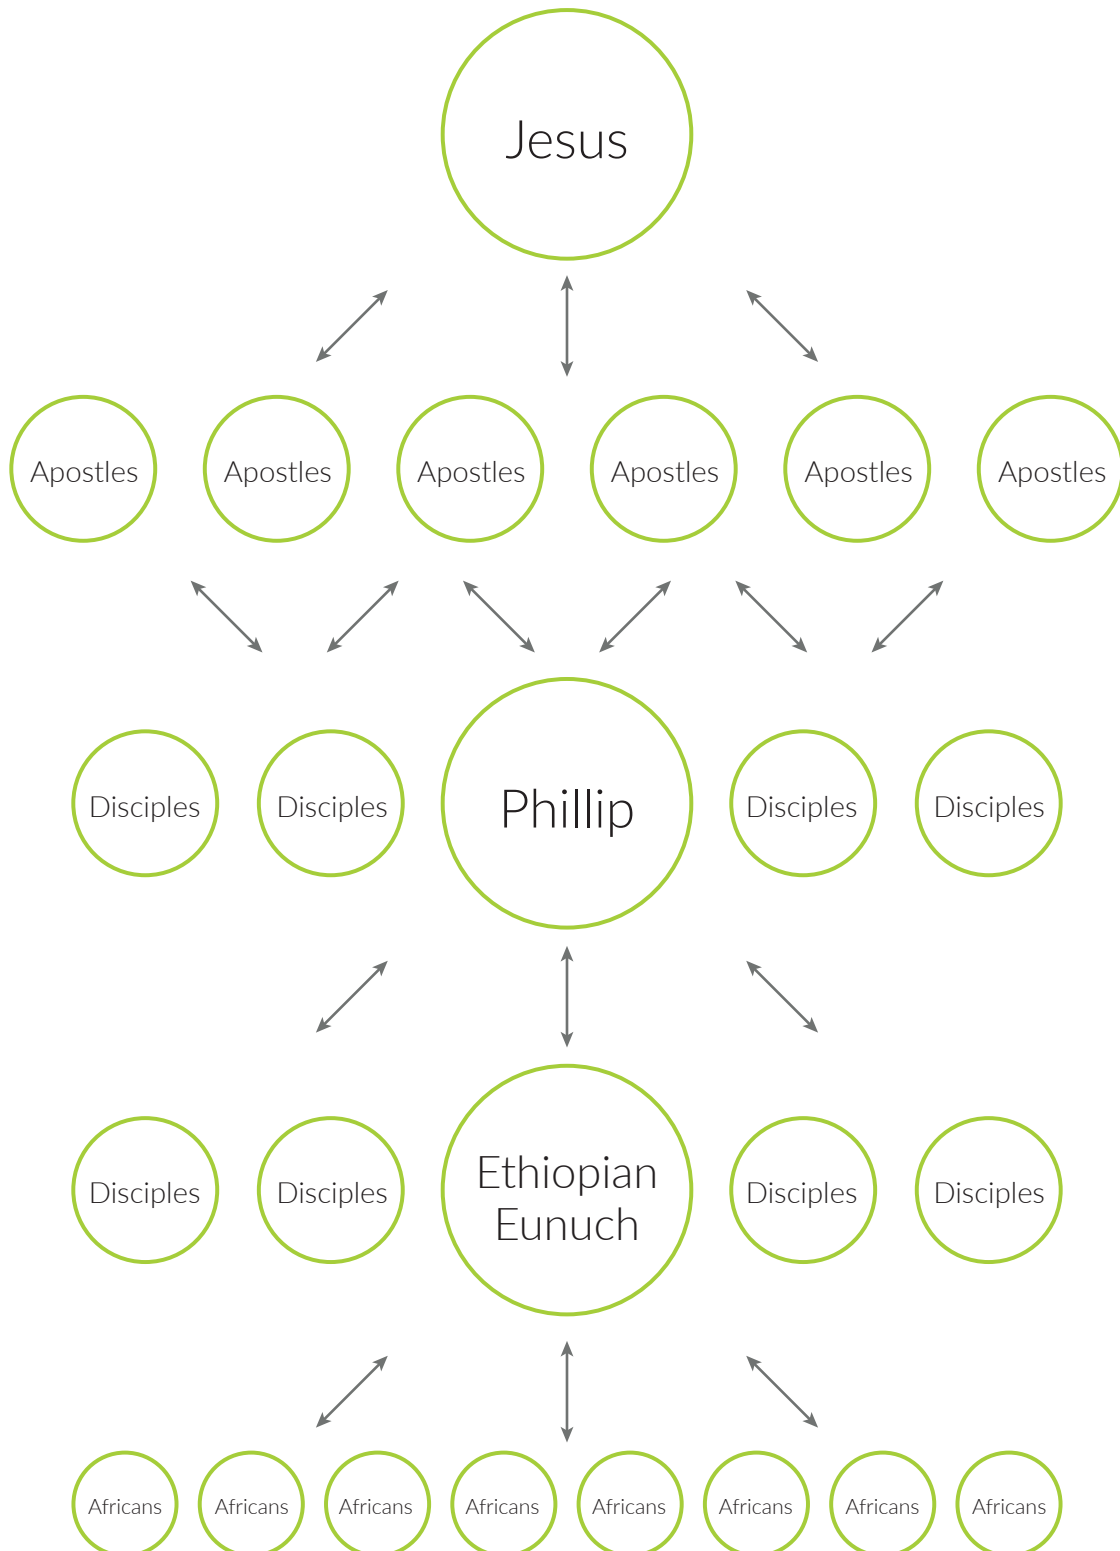 Jesus
Apostles Apostles Apostles Apostles Apostles Apostles
Disciples Disciples Phillip Disciples Disciples
Disciples Disciples Ethiopian Eunuch Disciples Disciples
Africans Africans Africans Africans Africans Africans Africans Africans